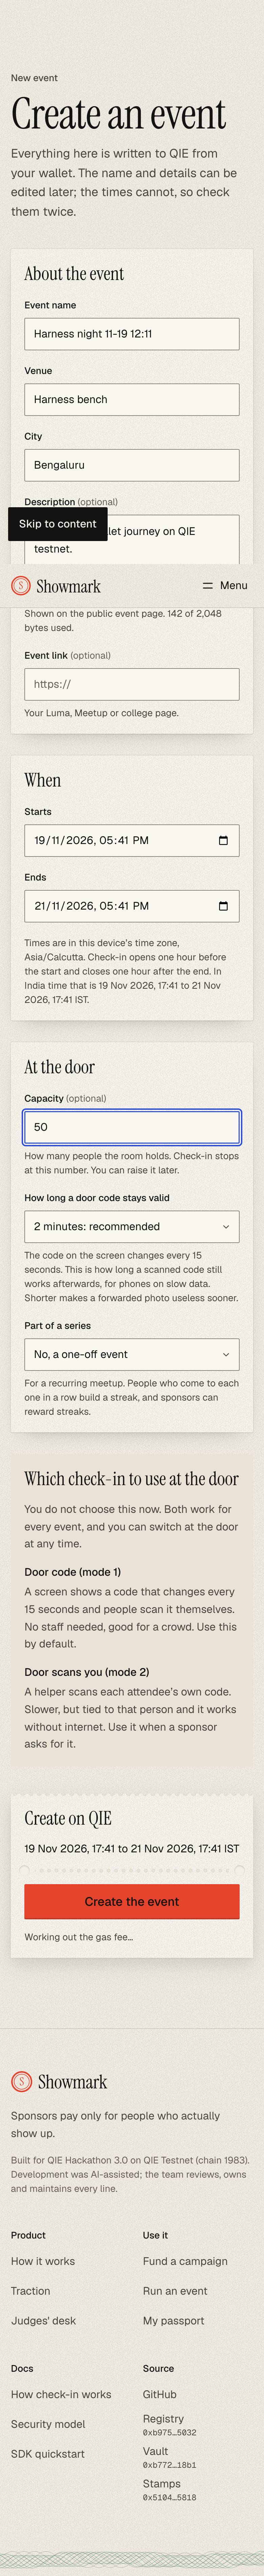 New event
Create an event
Everything here is written to QIE from
your wallet. The name and details can be
edited later; the times cannot, so check
them twice.
About the event
Event name
Harness night 11-19 12:11
Venue
Harness bench
City
Bengaluru
Description (optional)
Skip to content
let journey on QIE
testnet.
Showmark
Menu
Shown on the public event page. 142 of 2,048
bytes used.
Event link (optional)
https://
Your Luma, Meetup or college page.
When
Starts
19/11/2026, 05:41 PM
Ends
21/11/2026, 05:41 PM
Times are in this device's time zone,
Asia/Calcutta. Check-in opens one hour before
the start and closes one hour after the end. In
India time that is 19 Nov 2026, 17:41 to 21 Nov
2026, 17:41 IST.
At the door
Capacity (optional)
50
How many people the room holds. Check-in stops
at this number. You can raise it later.
How long a door code stays valid
2 minutes: recommended
The code on the screen changes every 15
seconds. This is how long a scanned code still
works afterwards, for phones on slow data.
Shorter makes a forwarded photo useless sooner.
Part of a series
No, a one-off event
For a recurring meetup. People who come to each
one in a row build a streak, and sponsors can
reward streaks.
Which check-in to use at the door
You do not choose this now. Both work for
every event, and you can switch at the door
at any time.
Door code (mode 1)
A screen shows a code that changes every
15 seconds and people scan it themselves.
No staff needed, good for a crowd. Use this
by default.
Door scans you (mode 2)
A helper scans each attendee's own code.
Slower, but tied to that person and it works
without internet. Use it when a sponsor
asks for it.
Create on QIE
19 Nov 2026, 17:41 to 21 Nov 2026, 17:41 IST
Create the event
Working out the gas fee…
Showmark
Sponsors pay only for people who actually
show up.
Built for QIE Hackathon 3.0 on QIE Testnet (chain 1983).
Development was AI-assisted; the team reviews, owns
and maintains every line.
Product
How it works
Traction
Judges' desk
Use it
Fund a campaign
Run an event
My passport
Docs
How check-in works
Security model
SDK quickstart
Source
GitHub
Registry
0xb975…5032
Vault
0xb772…18b1
Stamps
0x5104…5818